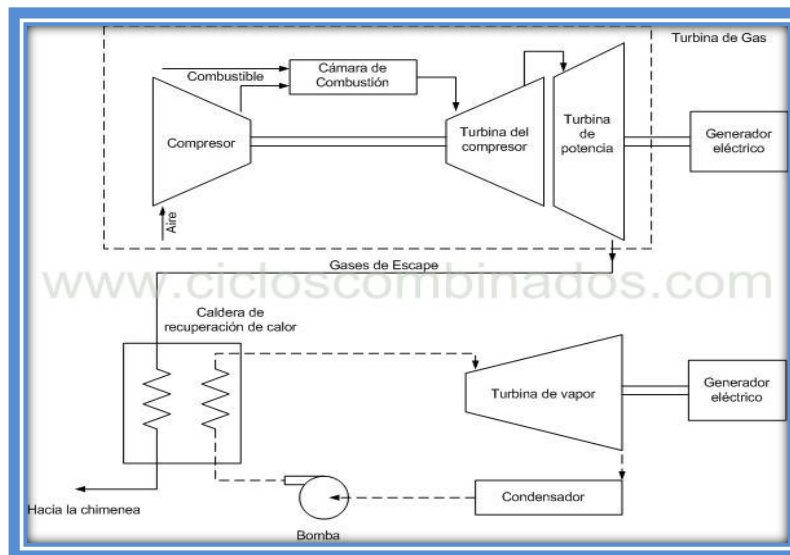 Turbina de Gas
Combustible
Cámara de
Combustión
Compresor
Turbina del
compresor
Turbina
de
potencia
Generador
eléctrico
Aire
Gases de Escape
www.cicloscombinados.com
Caldera de
recuperación de calor
Turbina de vapor
Generador
eléctrico
Hacia la chimenea
Bomba
Condensador